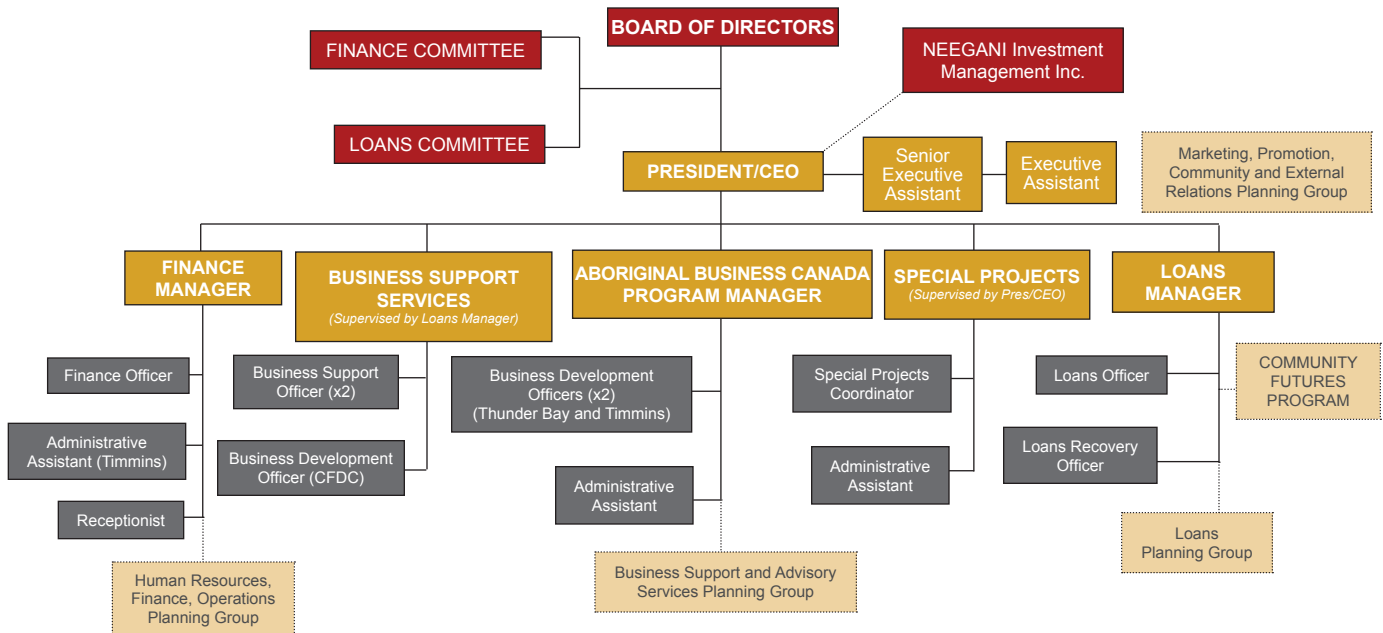 BOARD OF DIRECTORS
FINANCE COMMITTEE
NEEGANI Investment
Management Inc.
LOANS COMMITTEE
PRESIDENT/CEO
Senior
Executive
Assistant
Executive
Assistant
Marketing, Promotion,
Community and External
Relations Planning Group
FINANCE
MANAGER
BUSINESS SUPPORT
SERVICES
(Supervised by Loans Manager)
ABORIGINAL BUSINESS CANADA
PROGRAM MANAGER
SPECIAL PROJECTS
(Supervised by Pres/CEO)
LOANS
MANAGER
Finance Officer
Administrative
Assistant (Timmins)
Receptionist
Human Resources,
Finance, Operations
Planning Group
Business Support
Officer (x2)
Business Development
Officer (CFDC)
Business Development
Officers (x2)
(Thunder Bay and Timmins)
Administrative
Assistant
Business Support and Advisory
Services Planning Group
Special Projects
Coordinator
Administrative
Assistant
Loans Officer
COMMUNITY
FUTURES
PROGRAM
Loans Recovery
Officer
Loans
Planning Group